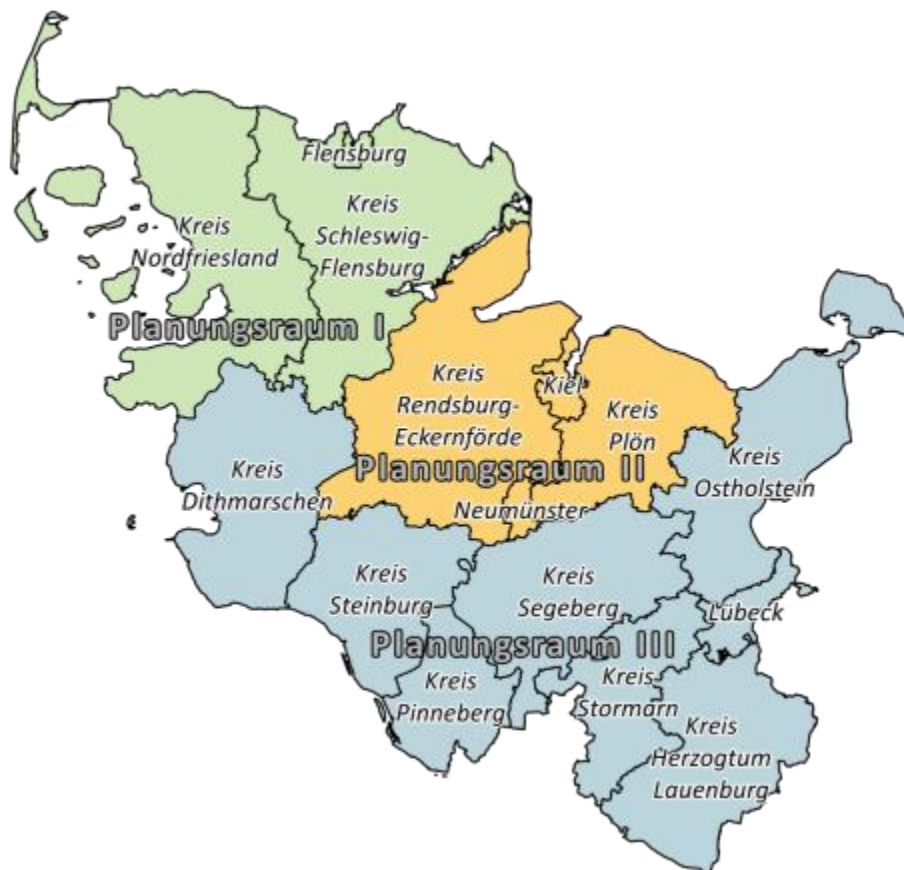 Flensburg
Kreis
Schleswig-
Flensburg
Kreis
Nordfriesland
Planungsraum I
Kreis
Rendsburg-
Eckernförde
Kiel
Kreis
Plön
Planungsraum II
Neumünster
Kreis
Ostholstein
Kreis
Dithmarschen
Kreis
Steinburg
Kreis
Segeberg
Lübeck
Planungsraum III
Kreis
Pinneberg
Kreis
Stormarn
Kreis
Herzogtum
Lauenburg